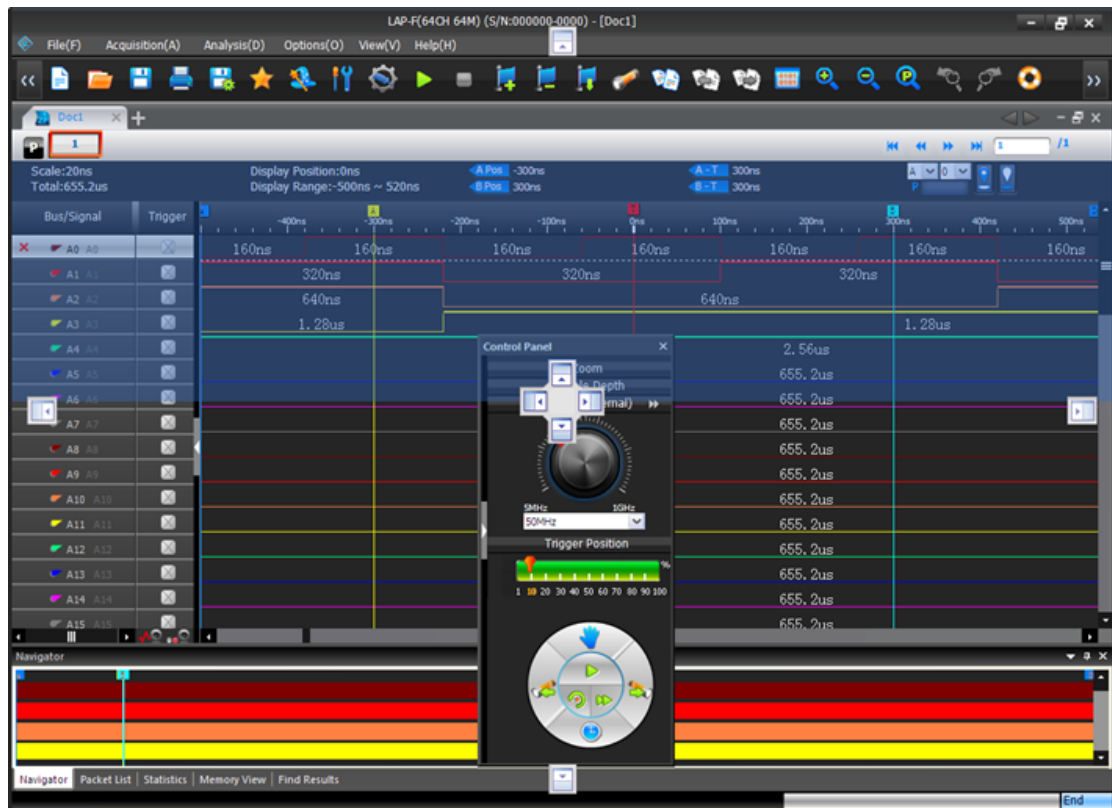 LAP-F(64CH 64M) (S/N:000000-0000) - [Doc1]
File(F) Acquisition(A) Analysis(D) Options(O) View(V) Help(H)
Doc1
P 1 1 /1
Scale:20ns Display Position:0ns A Pos -300ns A - T 300ns A 0
Total:655.2us Display Range:-500ns ~ 520ns B Pos 300ns B - T 300ns P
Bus/Signal Trigger -400ns -300ns -200ns -100ns 0ns 100ns 200ns 300ns 400ns 500ns
A0 A0 160ns 160ns 160ns 160ns 160ns 160ns 160ns
A1 A1 320ns 320ns 320ns
A2 A2 640ns 640ns
A3 A3 1.28us 1.28us
Control Panel
A4 A4 2.56us
A5 A5 655.2us
A6 A6 655.2us
A7 A7 655.2us
A8 A8 655.2us
A9 A9 655.2us
A10 A10 655.2us
A11 A11 655.2us
A12 A12 655.2us
A13 A13 655.2us
A14 A14 655.2us
A15 A15 655.2us
5MHz 1GHz
50MHz
Trigger Position
%
1 10 20 30 40 50 60 70 80 90 100
Navigator
Navigator Packet List Statistics Memory View Find Results
End